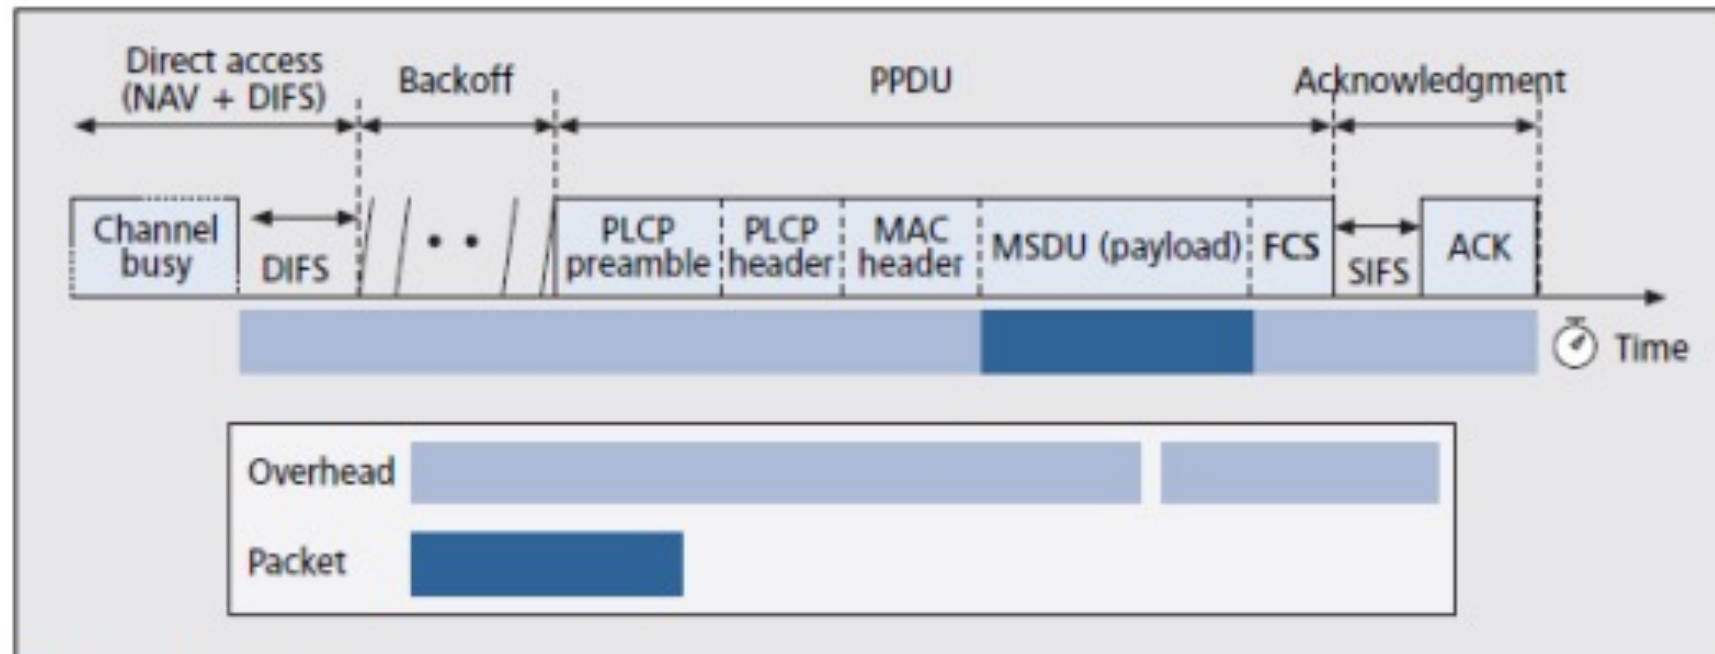 Direct access
(NAV + DIFS)
Backoff
PPDU
Acknowledgment
Channel
busy
DIFS
PLCP
preamble
PLCP
header
MAC
header
MSDU (payload)
FCS
SIFS
ACK
Time
Overhead
Packet